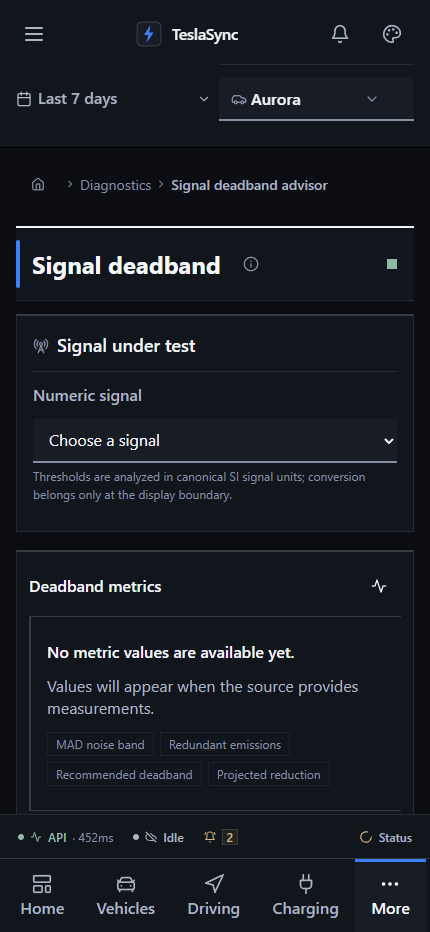 TeslaSync
Last 7 days
Aurora
Diagnostics
Signal deadband advisor
Signal deadband
Signal under test
Numeric signal
Choose a signal
Thresholds are analyzed in canonical SI signal units; conversion
belongs only at the display boundary.
Deadband metrics
No metric values are available yet.
Values will appear when the source provides
measurements.
MAD noise band
Redundant emissions
Recommended deadband
Projected reduction
API · 452ms
Idle
2
Status
Home
Vehicles
Driving
Charging
More